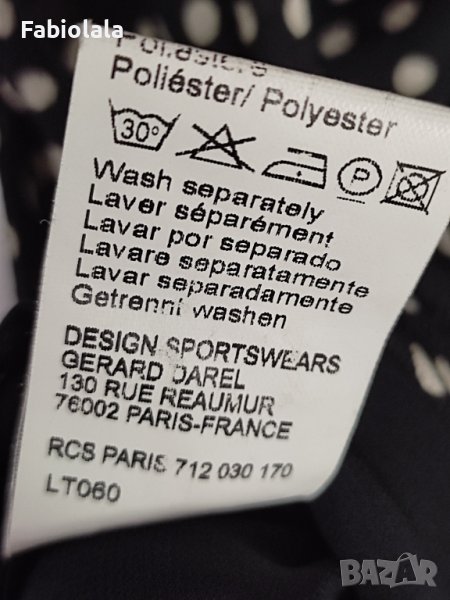 Fabiolala
Poliéster/ Polyester
30° P
Wash separately
Laver séparément
Lavar por separado
Lavare separatamente
Lavar separadamente
Getrennt washen
DESIGN SPORTSWEARS
GERARD DAREL
130 RUE REAUMUR
76002 PARIS-FRANCE
RCS PARIS 712 030 170
LT060
BAZAR